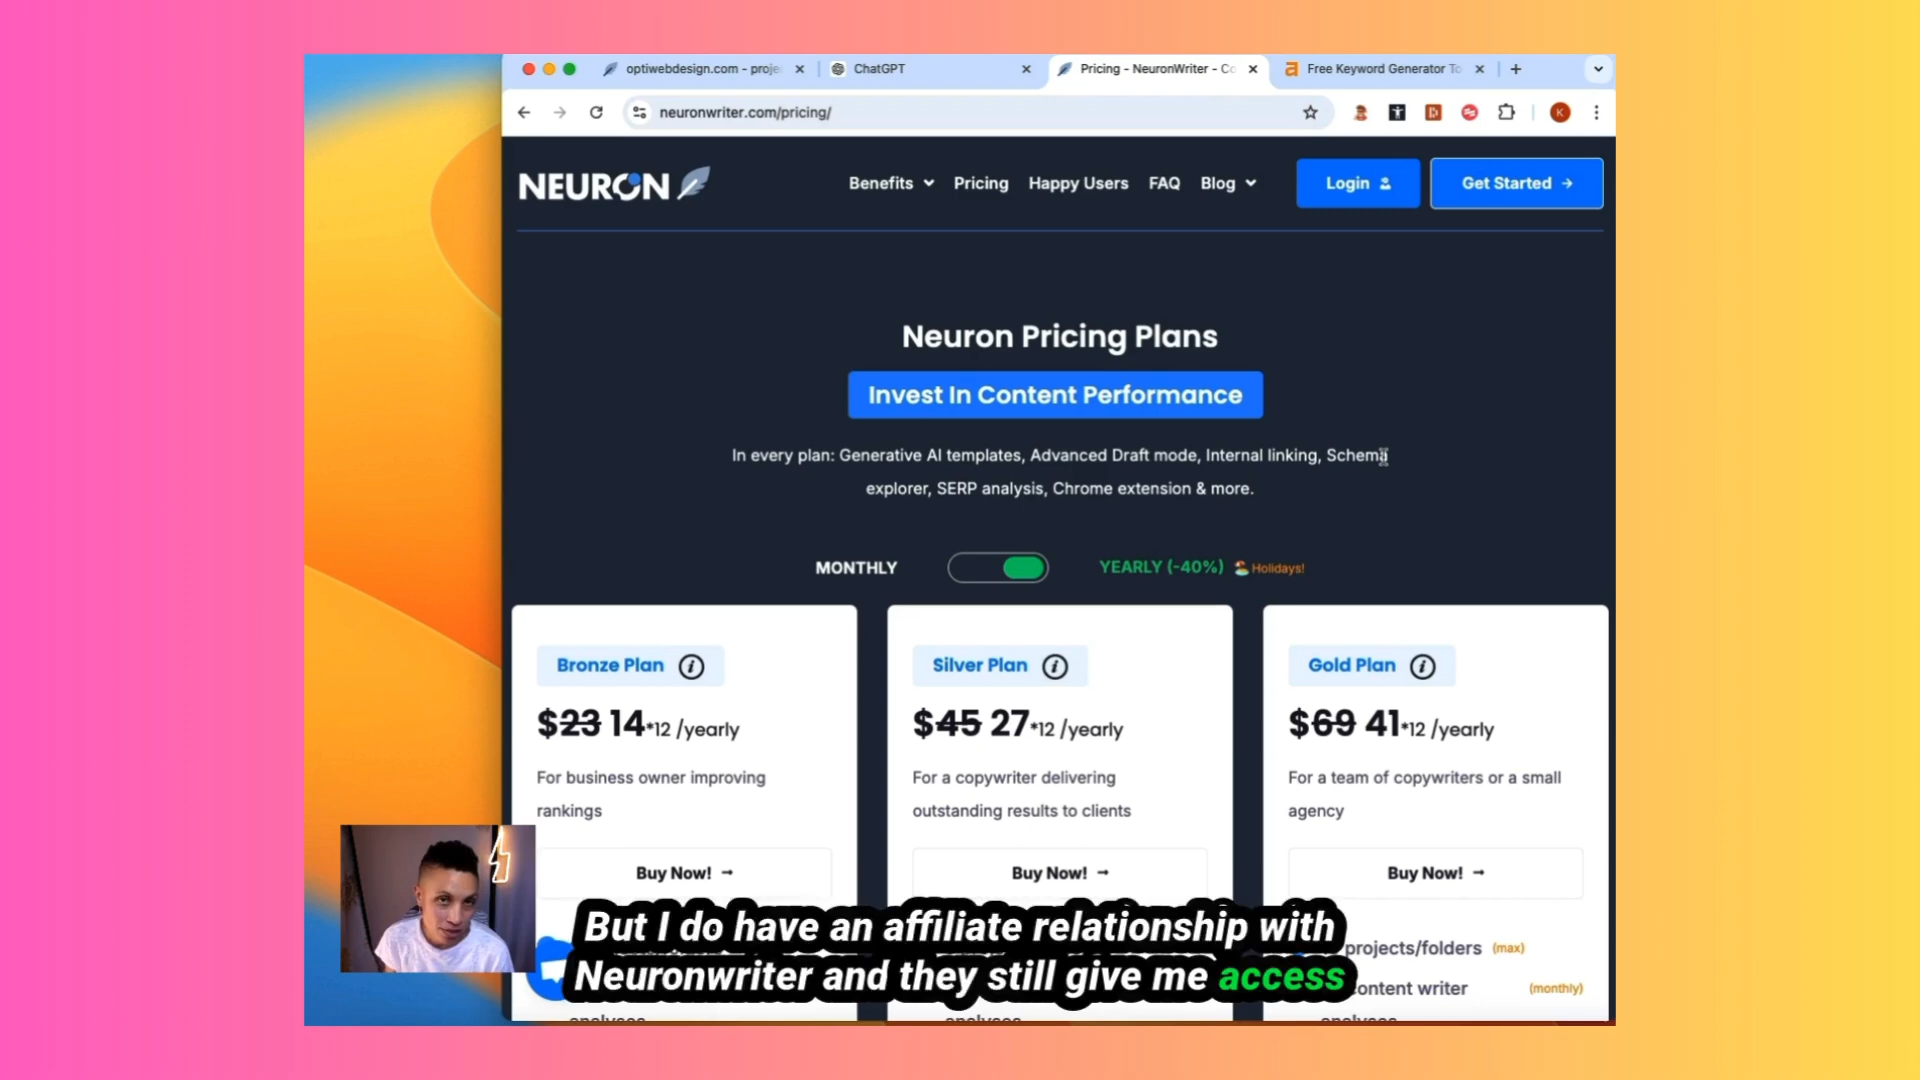 optiwebdesign.com - proje
ChatGPT
Pricing - NeuronWriter - Co
Free Keyword Generator To
neuronwriter.com/pricing/
K
NEURON
Benefits
Pricing
Happy Users
FAQ
Blog
Login
Get Started →
Neuron Pricing Plans
Invest In Content Performance
In every plan: Generative AI templates, Advanced Draft mode, Internal linking, Schema
explorer, SERP analysis, Chrome extension & more.
MONTHLY
YEARLY (-40%)
Holidays!
Bronze Plan
$23 14*12 /yearly
For business owner improving
rankings
Buy Now! →
Silver Plan
$45 27*12 /yearly
For a copywriter delivering
outstanding results to clients
Buy Now! →
Gold Plan
$69 41*12 /yearly
For a team of copywriters or a small
agency
Buy Now! →
projects/folders (max)
content writer (monthly)
But I do have an affiliate relationship with
Neuronwriter and they still give me access